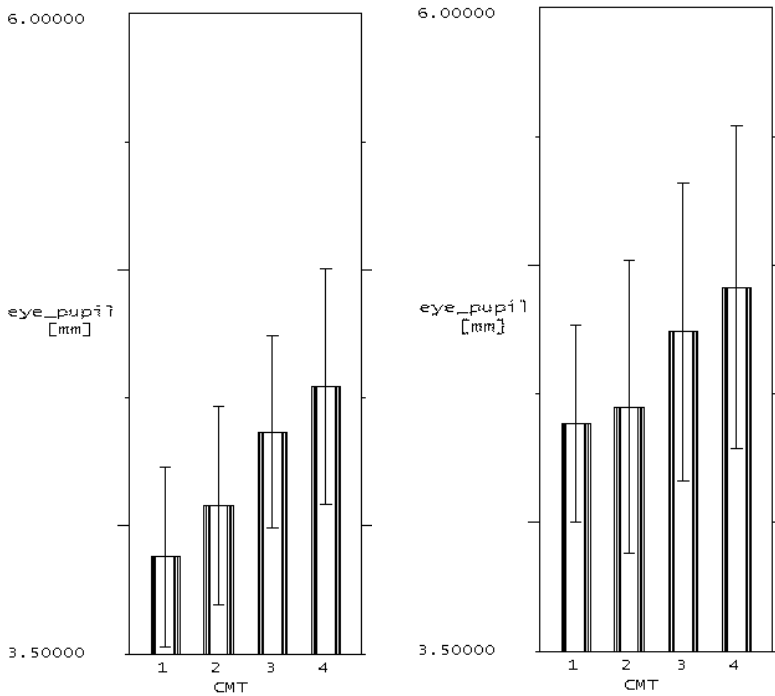 6.00000
eye_pupil
[mm]
3.50000
1 2 3 4
CMT
6.00000
eye_pupil
[mm]
3.50000
1 2 3 4
CMT